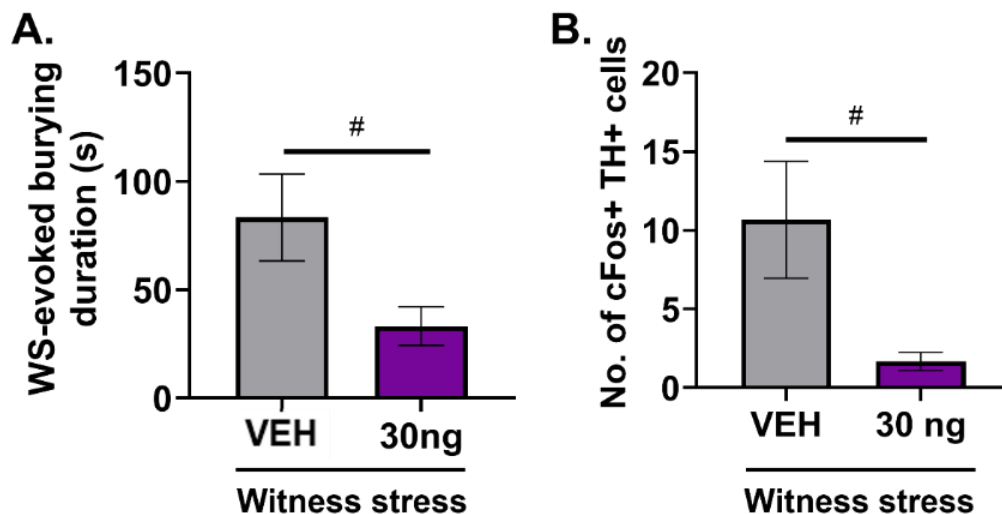 A.
WS-evoked burying
duration (s)
150
100
50
0
#
VEH
30ng
Witness stress
B.
No. of cFos+ TH+ cells
20
15
10
5
0
#
VEH
30 ng
Witness stress